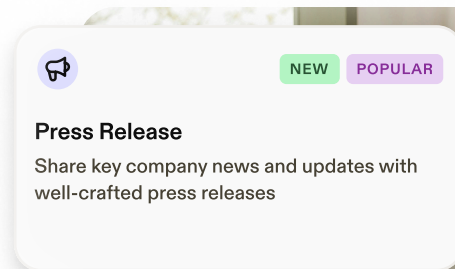 NEW POPULAR
Press Release
Share key company news and updates with
well-crafted press releases